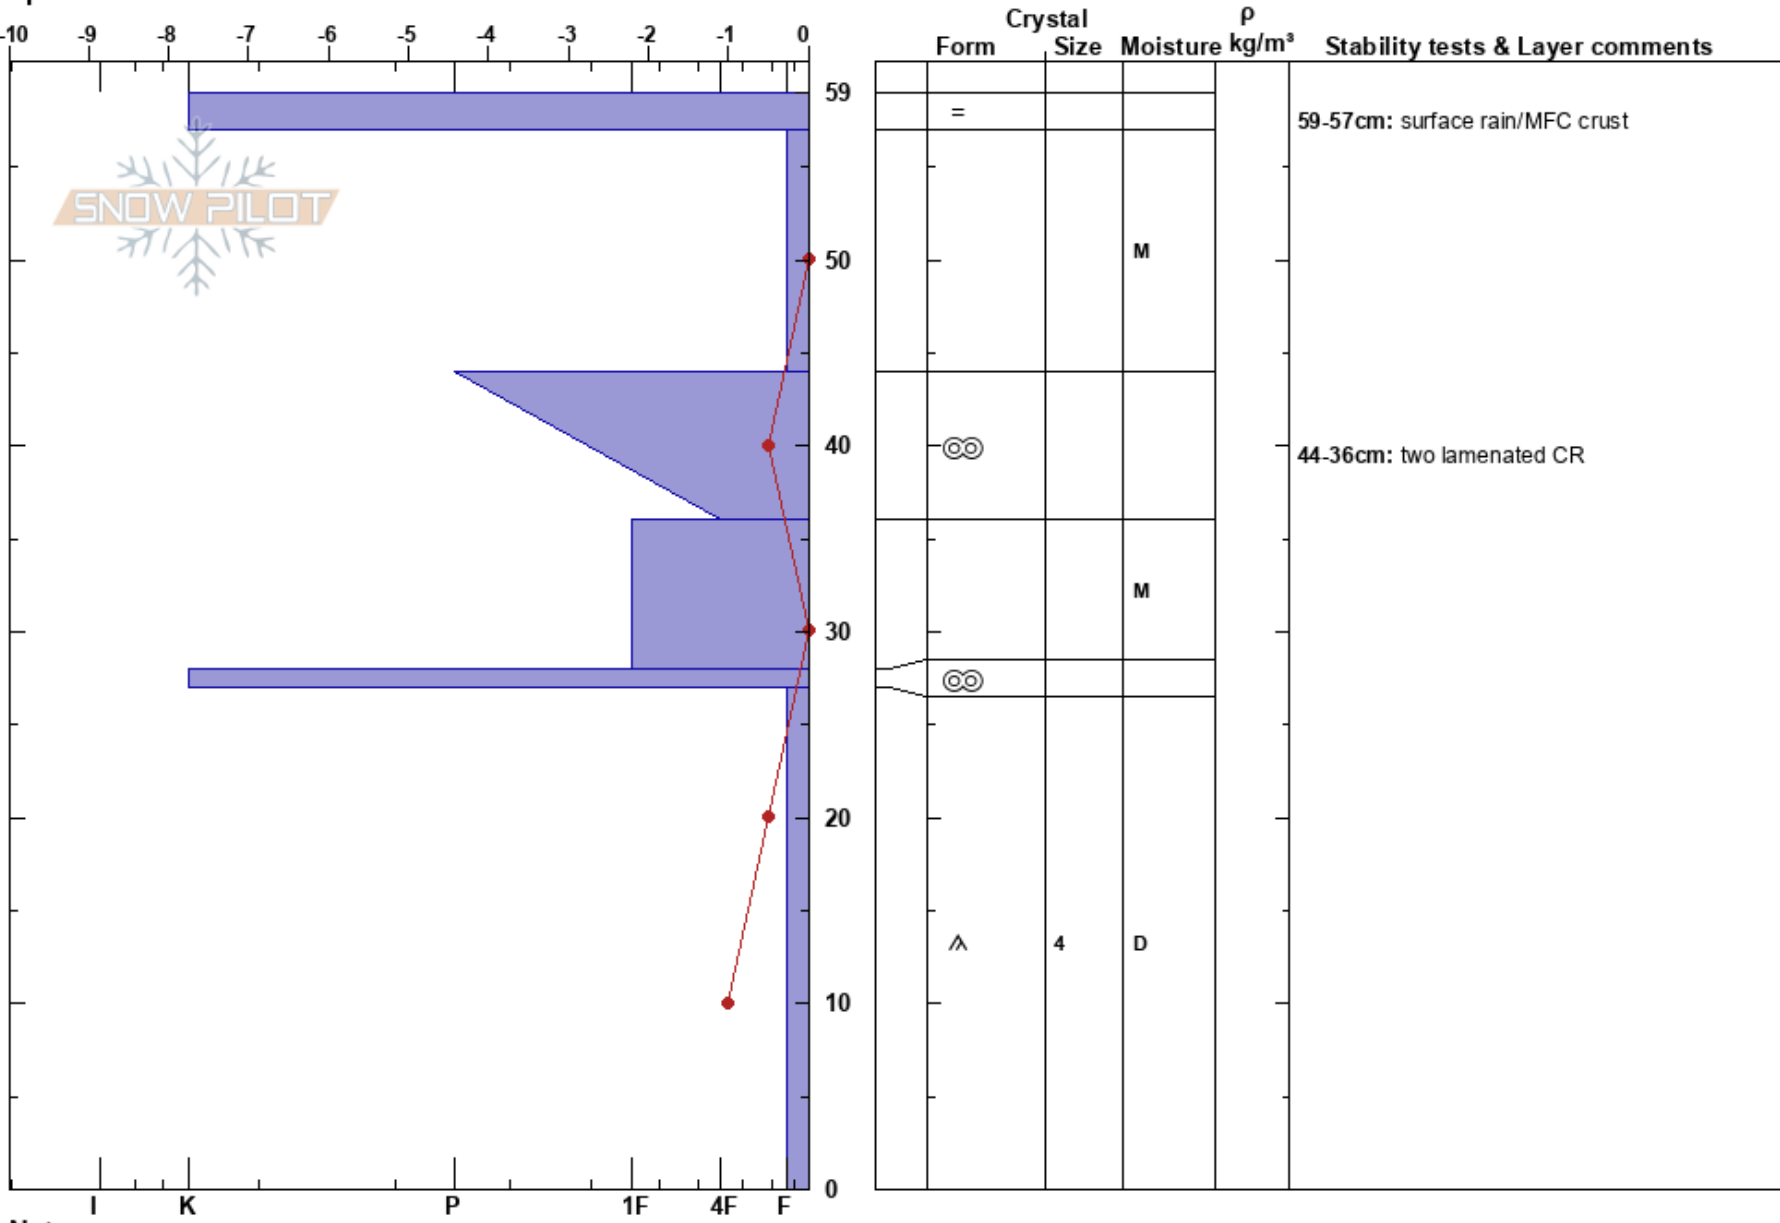 Crystal ρ
-10 -9 -8 -7 -6 -5 -4 -3 -2 -1 0 Form Size Moisture kg/m³ Stability tests & Layer comments
59
=
59-57cm: surface rain/MFC crust
SNOW PILOT
M
50
40
44-36cm: two lamenated CR
M
30
20
4 D
10
0
I K P 1F 4F F